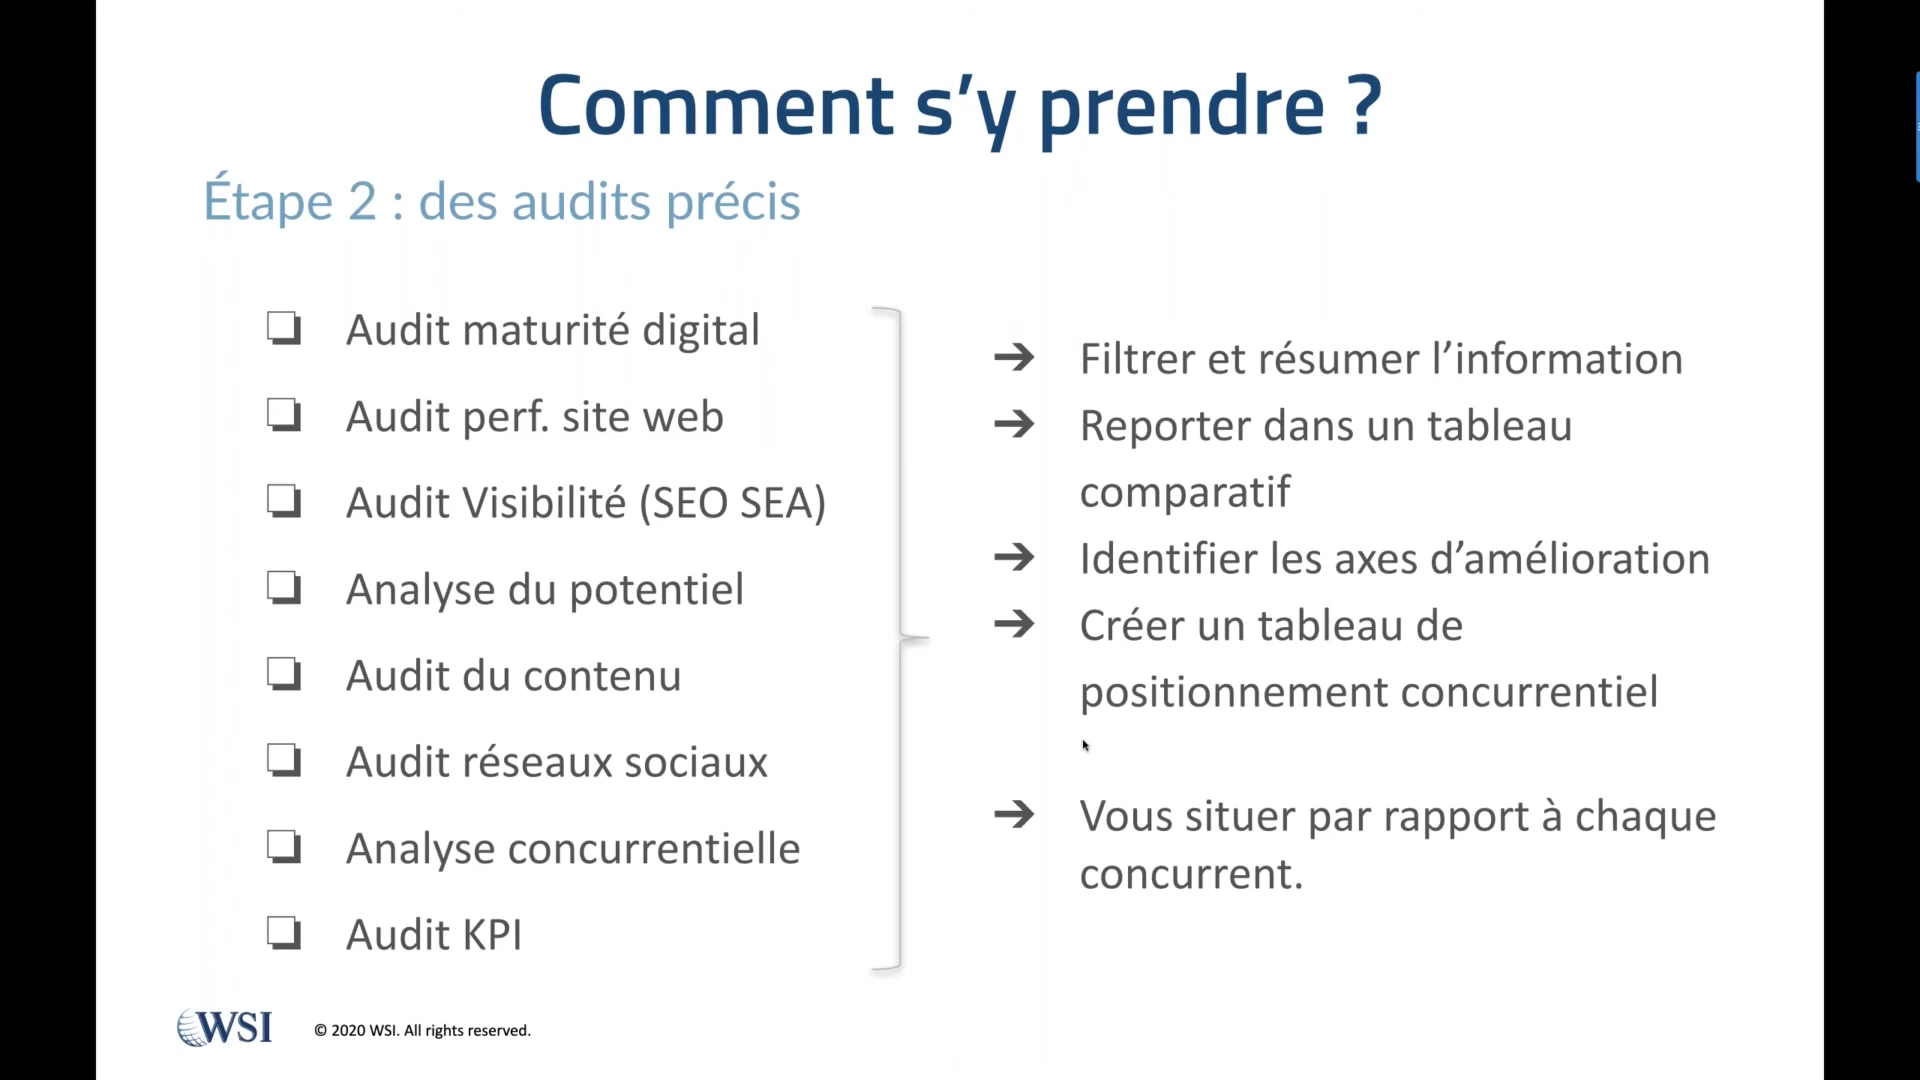 Comment s’y prendre ?
Étape 2 : des audits précis
Audit maturité digital
Audit perf. site web
Audit Visibilité (SEO SEA)
Analyse du potentiel
Audit du contenu
Audit réseaux sociaux
Analyse concurrentielle
Audit KPI
Filtrer et résumer l’information
Reporter dans un tableau
comparatif
Identifier les axes d’amélioration
Créer un tableau de
positionnement concurrentiel
Vous situer par rapport à chaque
concurrent.
WSI
© 2020 WSI. All rights reserved.